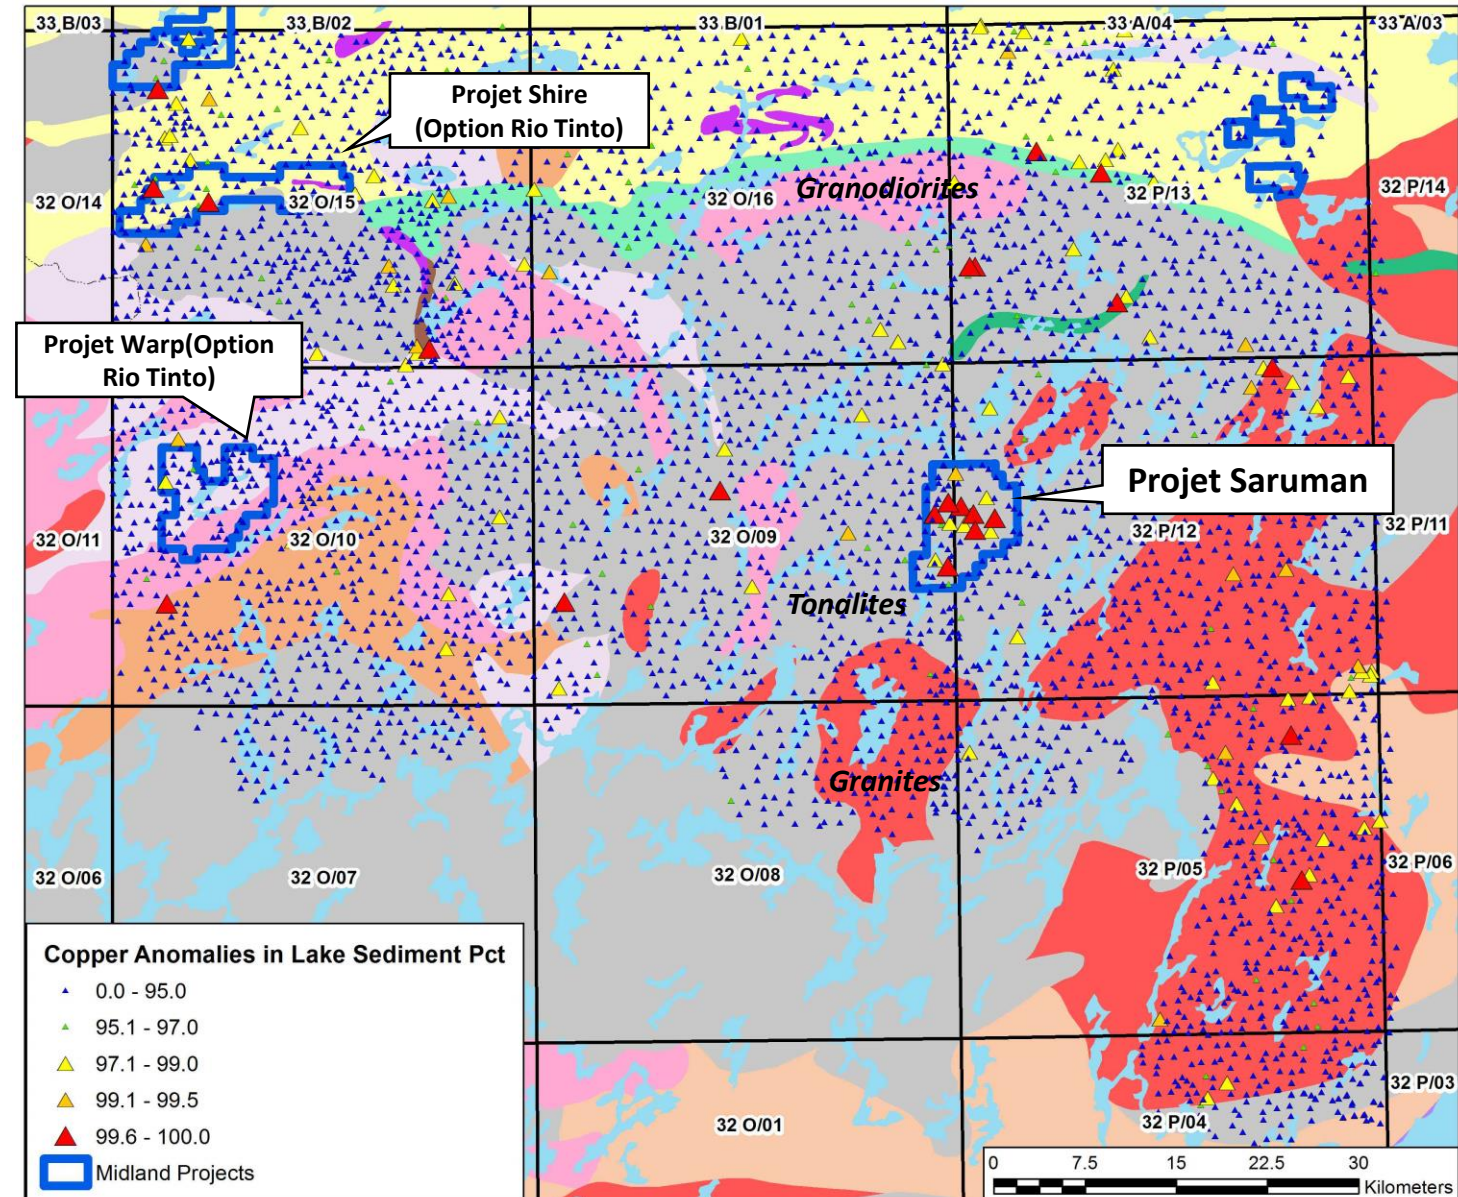 33 B/03
33 B/02
33 B/01
33 A/04
33 A/03
Projet Shire
(Option Rio Tinto)
32 O/14
32 O/15
32 O/16
Granodiorites
32 P/13
32 P/14
Projet Warp(Option
Rio Tinto)
Projet Saruman
32 O/11
32 O/10
32 O/09
32 P/12
32 P/11
Tonalites
Granites
32 O/06
32 O/07
32 O/08
32 P/05
32 P/06
Copper Anomalies in Lake Sediment Pct
0.0 - 95.0
95.1 - 97.0
97.1 - 99.0
99.1 - 99.5
99.6 - 100.0
Midland Projects
32 O/01
32 P/04
32 P/03
0 7.5 15 22.5 30
Kilometers